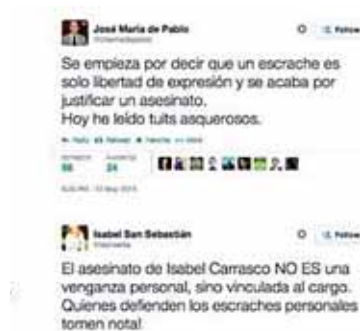 José María de Pablo
Follow
Se empieza por decir que un escrache es
solo libertad de expresión y se acaba por
justificar un asesinato.
Hoy he leído tuits asquerosos.
Isabel San Sebastián
Follow
El asesinato de Isabel Carrasco NO ES una
venganza personal, sino vinculada al cargo.
Quienes defienden los escraches personales
tomen nota!